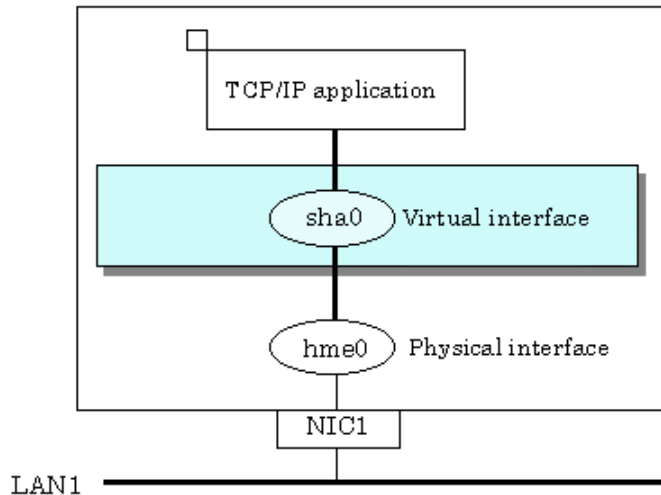 TCP/IP application
sha0 Virtual interface
hme0 Physical interface
NIC1
LAN1